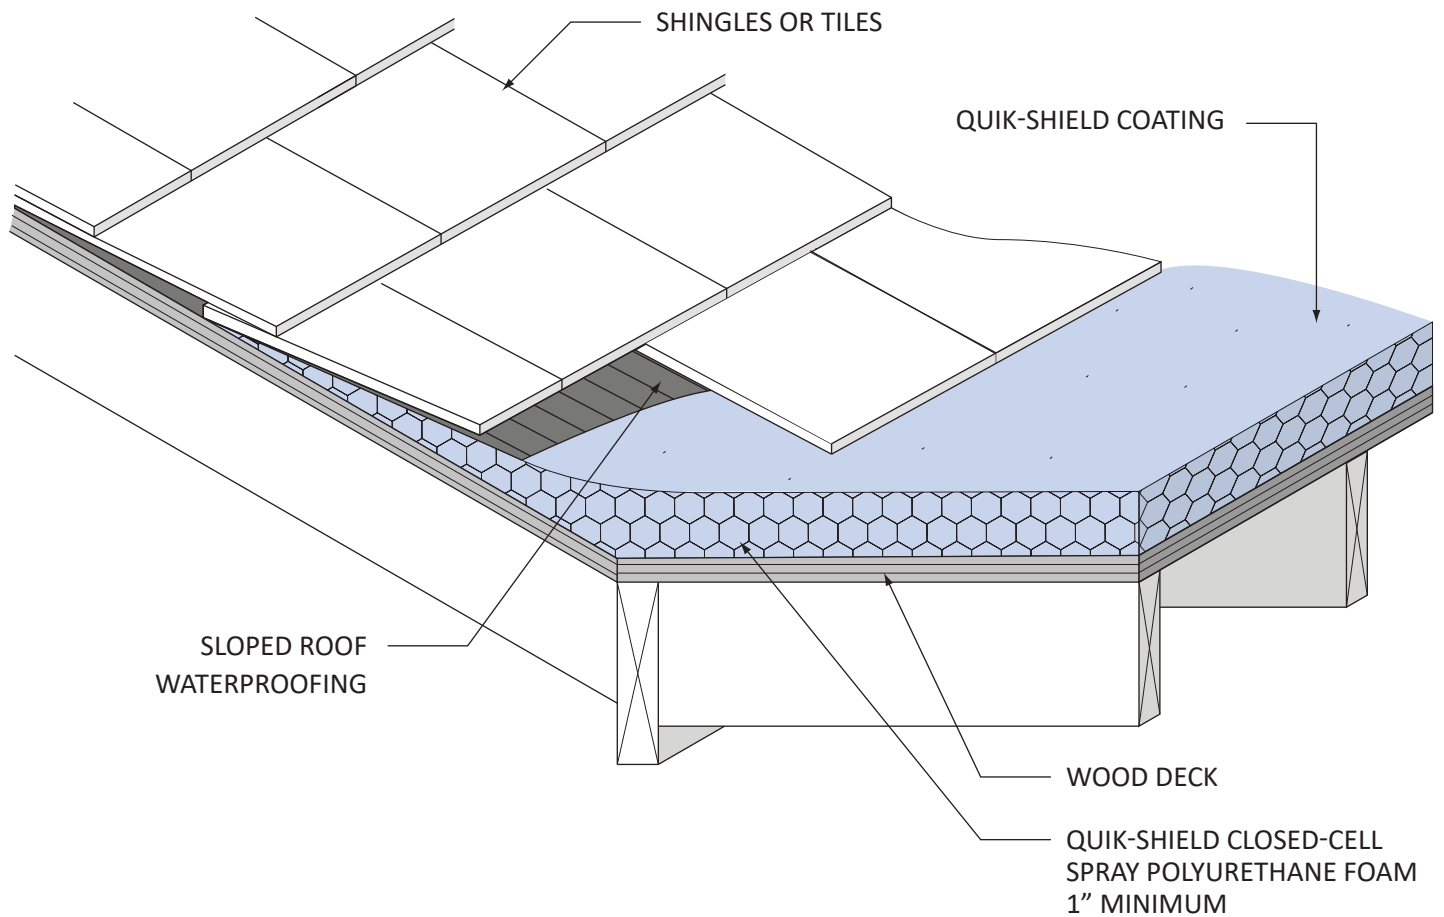 SHINGLES OR TILES
QUIK-SHIELD COATING
SLOPED ROOF
WATERPROOFING
WOOD DECK
QUIK-SHIELD CLOSED-CELL
SPRAY POLYURETHANE FOAM
1” MINIMUM